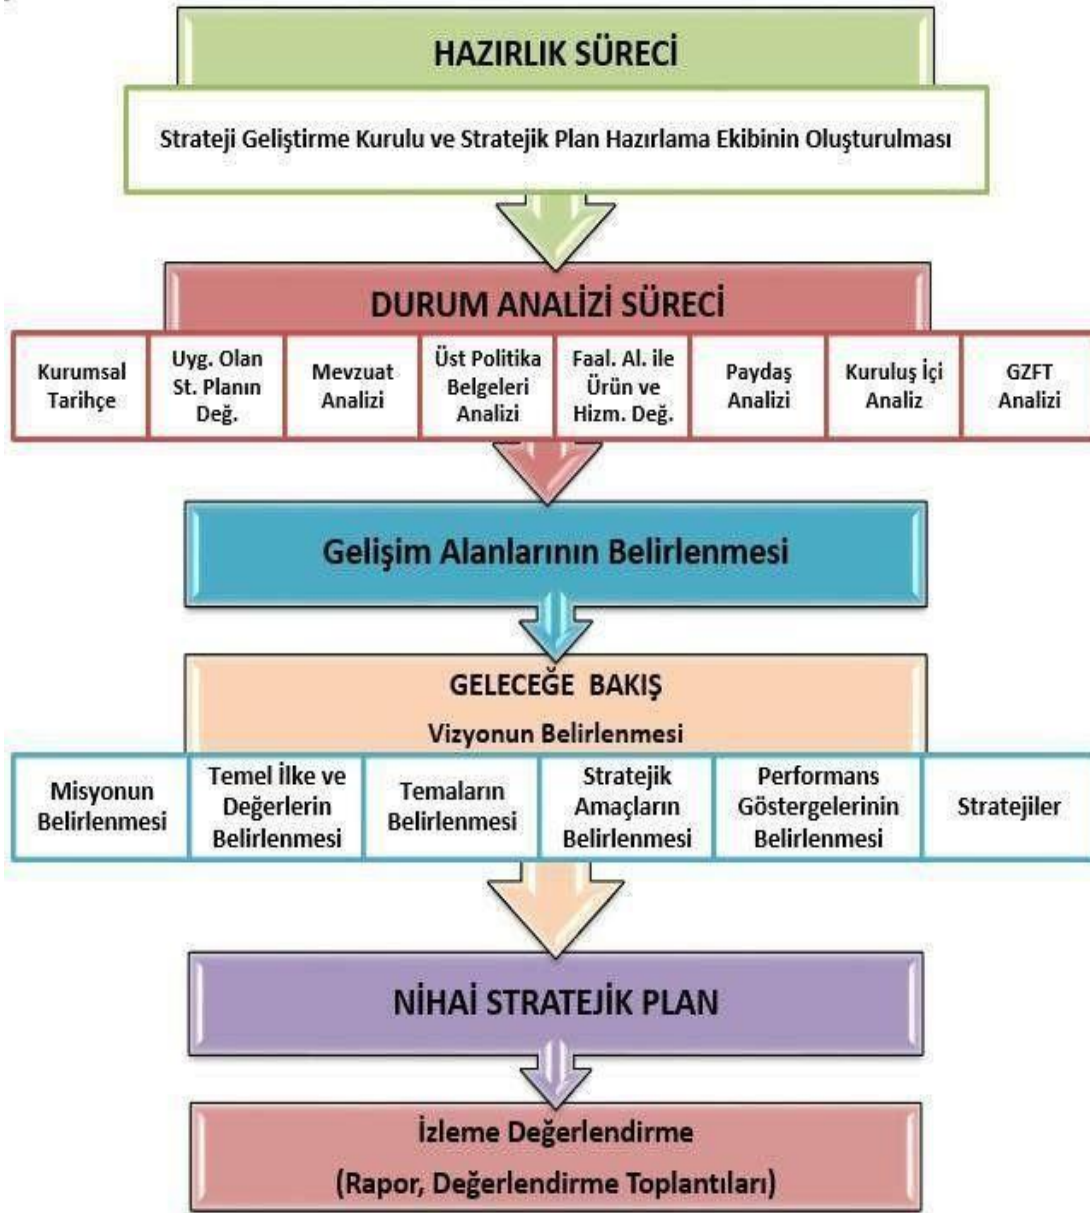 HAZIRLIK SÜRECİ
Strateji Geliştirme Kurulu ve Stratejik Plan Hazırlama Ekibinin Oluşturulması
DURUM ANALİZİ SÜRECİ
Kurumsal
Tarihçe
Uyg. Olan
St. Planın
Değ.
Mevzuat
Analizi
Üst Politika
Belgeleri
Analizi
Faal. Al. ile
Ürün ve
Hizm. Değ.
Paydaş
Analizi
Kuruluş İçi
Analiz
GZFT
Analizi
Gelişim Alanlarının Belirlenmesi
GELECEĞE BAKIŞ
Vizyonun Belirlenmesi
Misyonun
Belirlenmesi
Temel İlke ve
Değerlerin
Belirlenmesi
Temaların
Belirlenmesi
Stratejik
Amaçların
Belirlenmesi
Performans
Göstergelerinin
Belirlenmesi
Stratejiler
NİHAİ STRATEJİK PLAN
İzleme Değerlendirme
(Rapor, Değerlendirme Toplantıları)